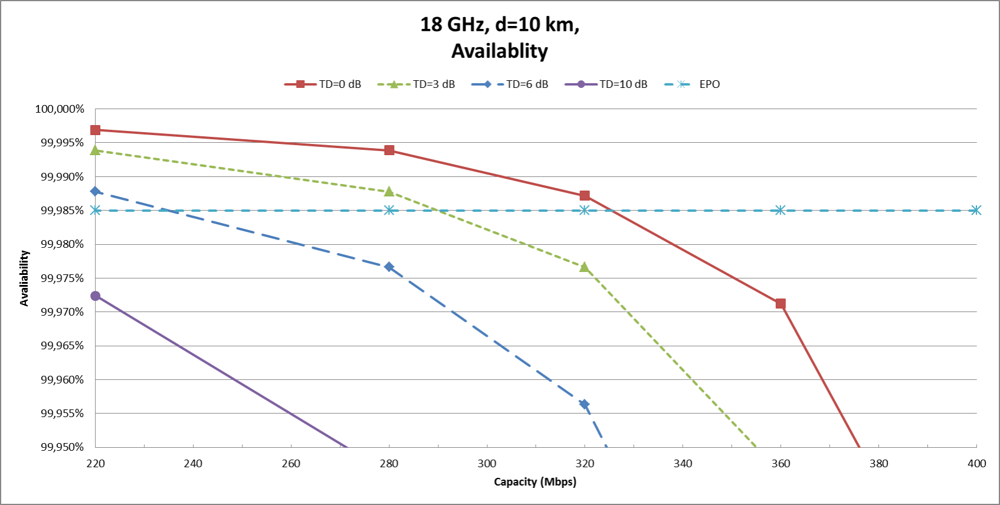 18 GHz, d=10 km,
Availablity
TD=0 dB TD=3 dB TD=6 dB TD=10 dB EPO
100,000%
99,995%
99,990%
99,985%
99,980%
99,975%
99,970%
99,965%
99,960%
99,955%
99,950%
Avaliability
220 240 260 280 300 320 340 360 380 400
Capacity (Mbps)